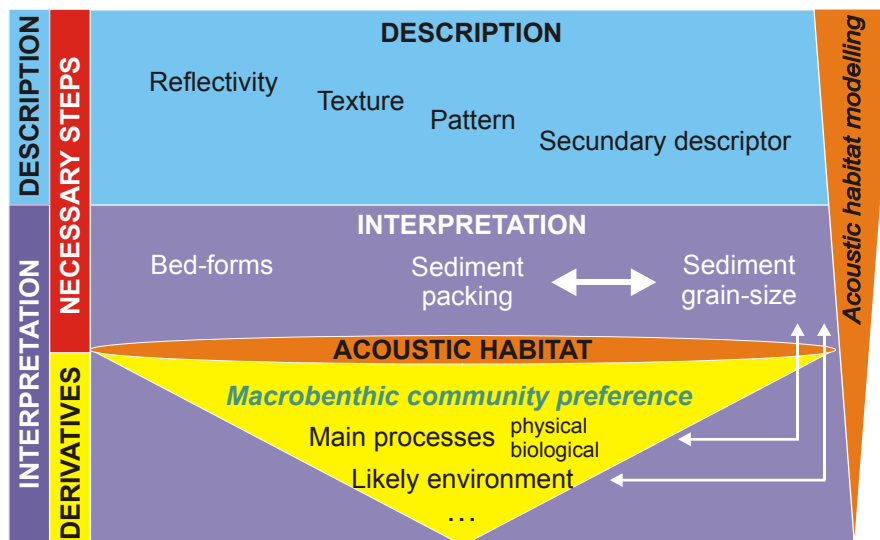 DESCRIPTION
INTERPRETATION
NECESSARY STEPS
DERIVATIVES
DESCRIPTION
Reflectivity
Texture
Pattern
Secundary descriptor
INTERPRETATION
Bed-forms
Sediment
packing
Sediment
grain-size
ACOUSTIC HABITAT
Macrobenthic community preference
Main processes physical
biological
Likely environment
...
Acoustic habitat modelling